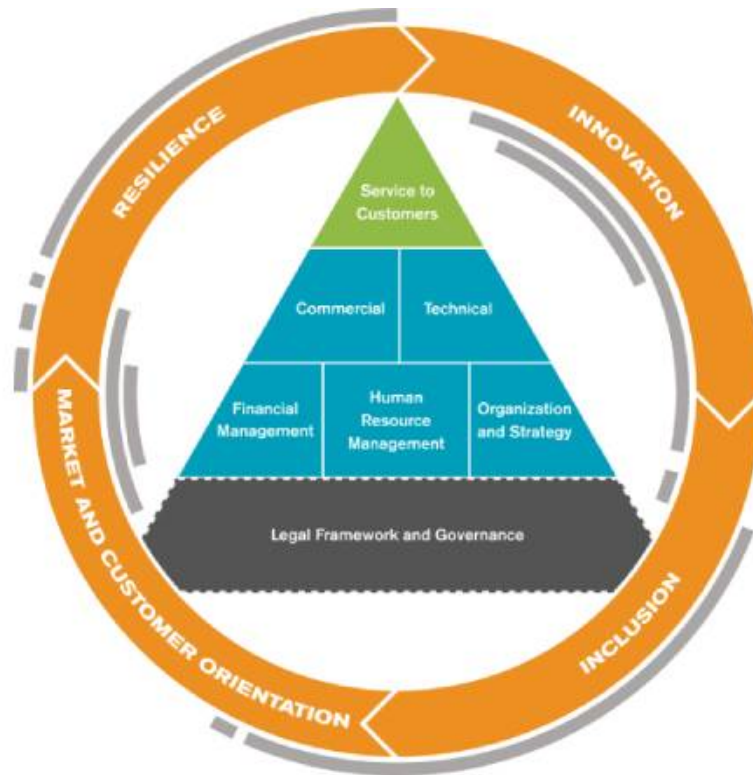 RESILIENCE
INNOVATION
Service to
Customers
Commercial
Technical
Financial
Management
Human
Resource
Management
Organization
and Strategy
Legal Framework and Governance
MARKET AND CUSTOMER ORIENTATION
INCLUSION